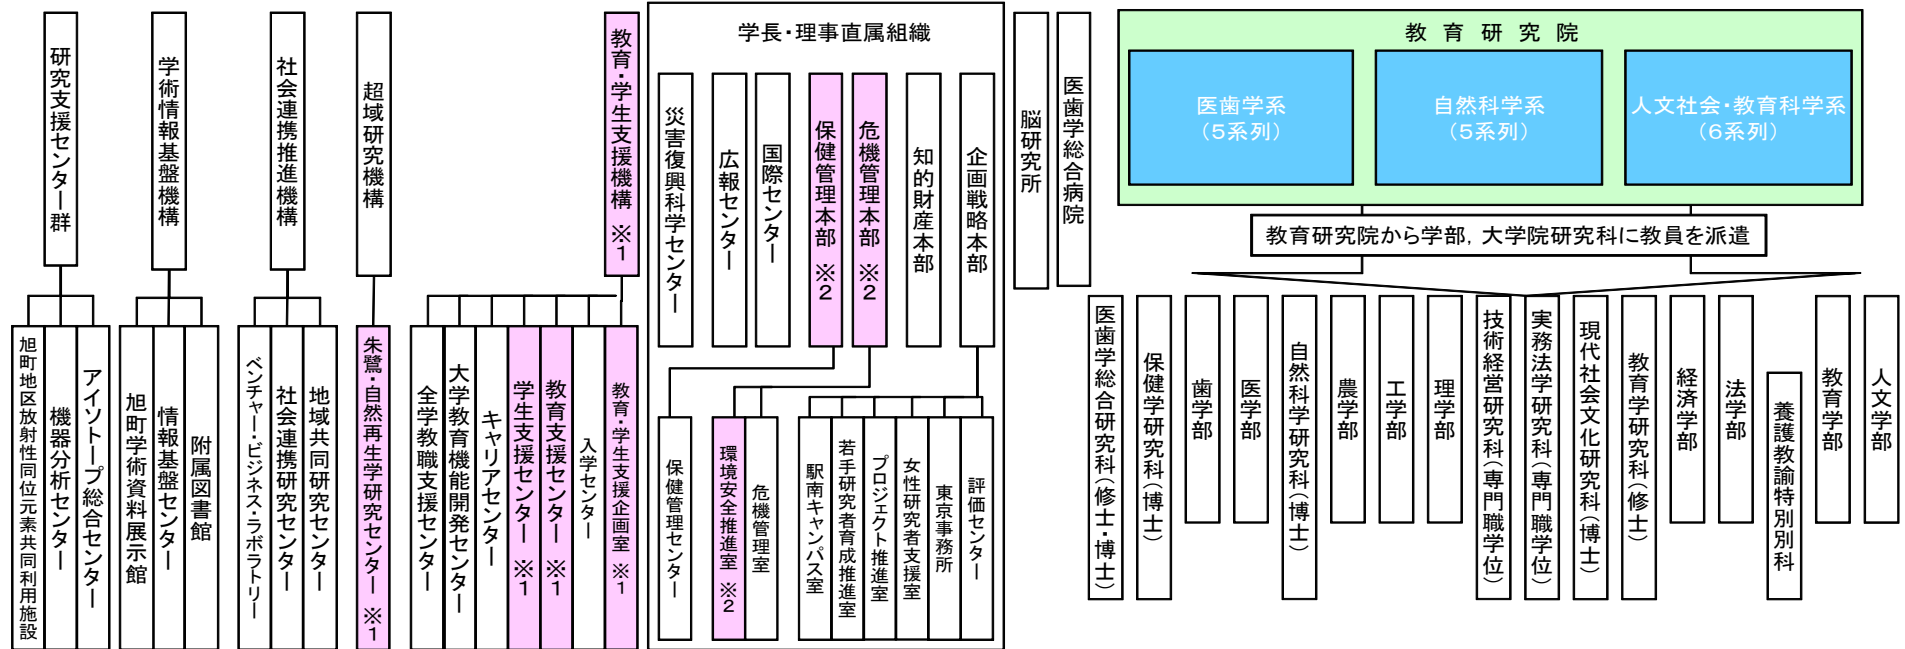 教育研究院
人文社会・教育科学系
(6系列)
自然科学系
(5系列)
医歯学系
(5系列)
教育研究院から学部，大学院研究科に教員を派遣
人文学部
教育学部
養護教諭特別別科
法学部
経済学部
教育学研究科(修士)
現代社会文化研究科(博士)
実務法学研究科(専門職学位)
技術経営研究科(専門職学位)
理学部
工学部
農学部
自然科学研究科(博士)
医学部
歯学部
保健学研究科(博士)
医歯学総合研究科(修士・博士)
医歯学総合病院
脳研究所
学長・理事直属組織
企画戦略本部
知的財産本部
危機管理本部 ※2
保健管理本部 ※2
国際センター
広報センター
災害復興科学センター
評価センター
東京事務所
女性研究者支援室
プロジェクト推進室
若手研究者育成推進室
駅南キャンパス室
危機管理室
環境安全推進室 ※2
保健管理センター
教育・学生支援機構 ※1
教育・学生支援企画室 ※1
入学センター
教育支援センター ※1
学生支援センター ※1
キャリアセンター
大学教育機能開発センター
全学教職支援センター
超域研究機構
朱鷺・自然再生学研究センター ※1
社会連携推進機構
地域共同研究センター
社会連携研究センター
ベンチャー・ビジネス・ラボラトリー
学術情報基盤機構
附属図書館
情報基盤センター
旭町学術資料展示館
研究支援センター群
アイソトープ総合センター
機器分析センター
旭町地区放射性同位元素共同利用施設